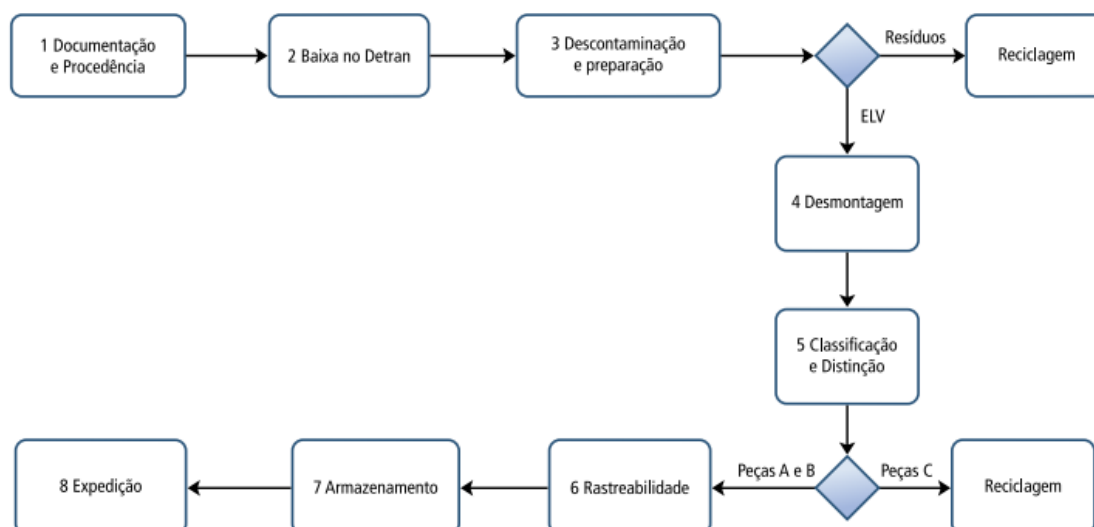 1 Documentação
e Procedência
2 Baixa no Detran
3 Descontaminação
e preparação
Resíduos
Reciclagem
ELV
4 Desmontagem
5 Classificação
e Distinção
8 Expedição
7 Armazenamento
6 Rastreabilidade
Peças A e B
Peças C
Reciclagem